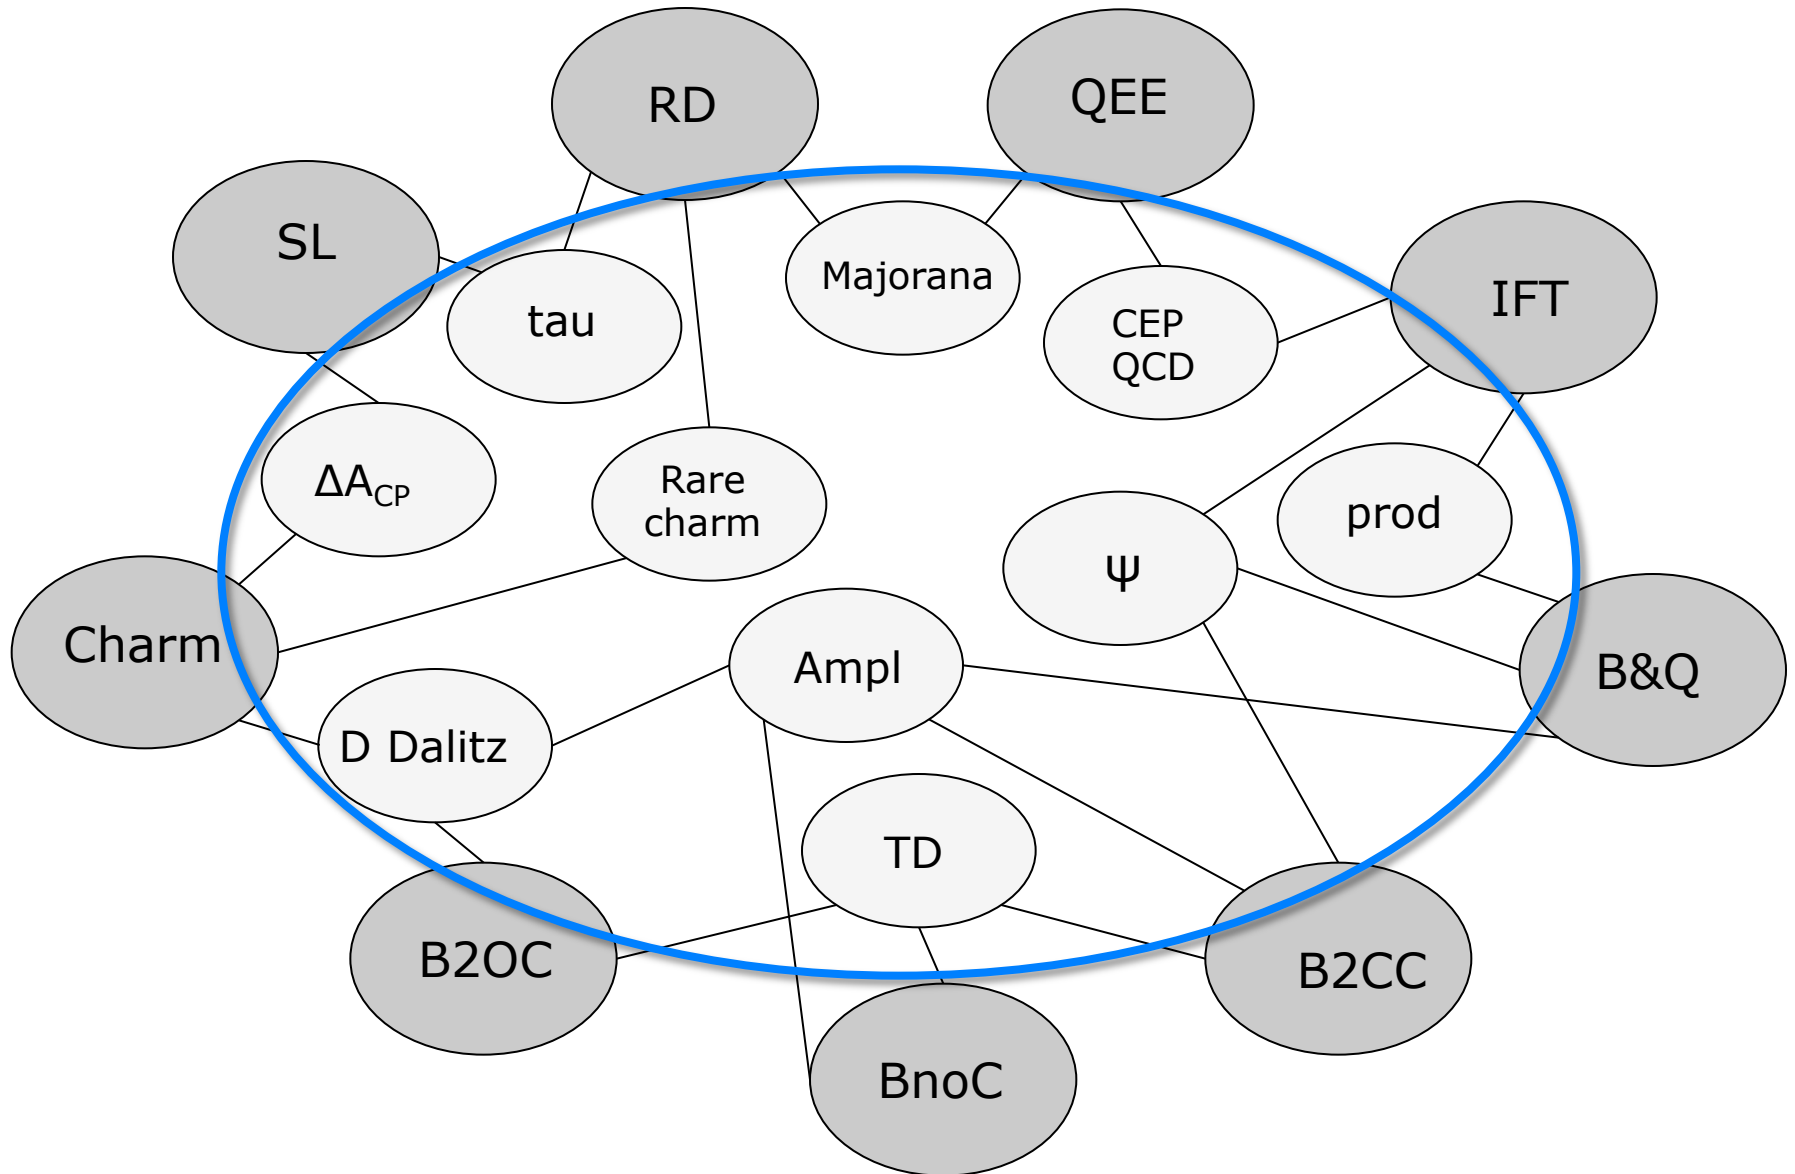 RD
QEE
SL
Majorana
IFT
tau
CEP
QCD
ΔA_CP
Rare
charm
prod
ψ
Charm
Ampl
B&Q
D Dalitz
TD
B2OC
B2CC
BnoC